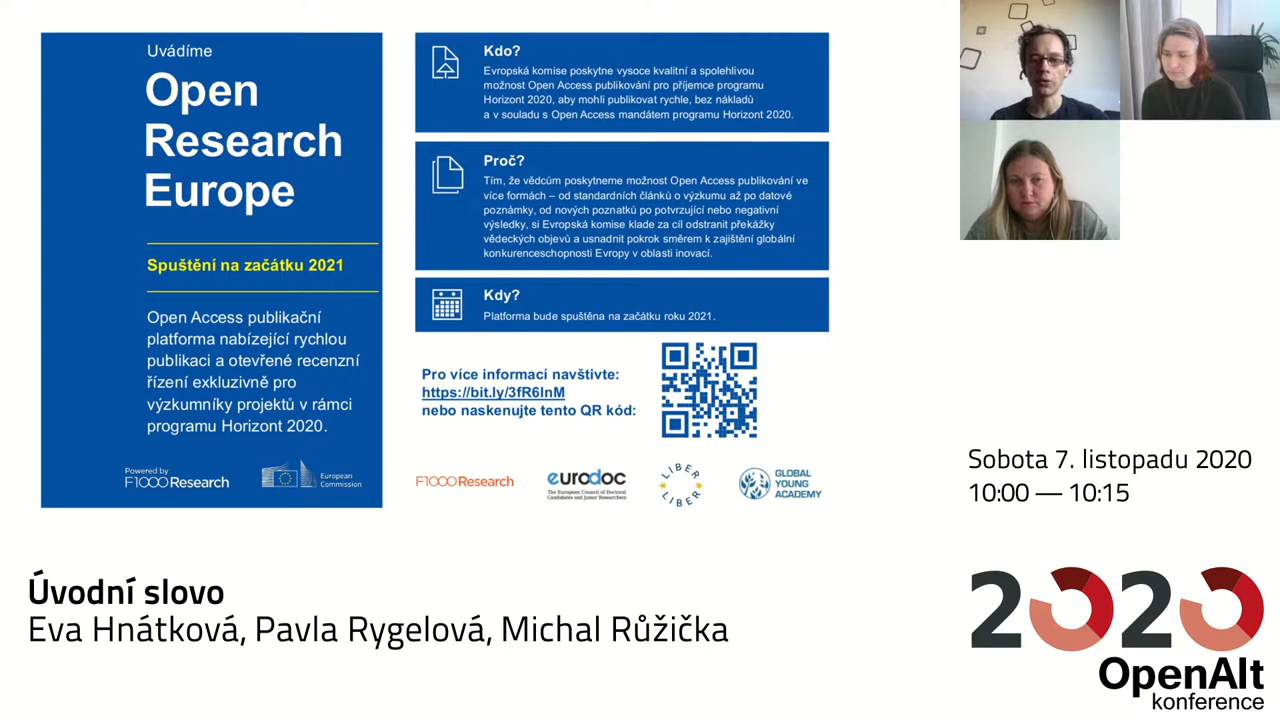 Uvádíme
Open
Research
Europe
Spuštění na začátku 2021
Open Access publikační
platforma nabízející rychlou
publikaci a otevřené recenzní
řízení exkluzivně pro
výzkumníky projektů v rámci
programu Horizont 2020.
Powered by
F1000Research
European
Commission
Kdo?
Evropská komise poskytne vysoce kvalitní a spolehlivou
možnost Open Access publikování pro příjemce programu
Horizont 2020, aby mohli publikovat rychle, bez nákladů
a v souladu s Open Access mandátem programu Horizont 2020.
Proč?
Tím, že vědcům poskytneme možnost Open Access publikování ve
více formách – od standardních článků o výzkumu až po datové
poznámky, od nových poznatků po potvrzující nebo negativní
výsledky, si Evropská komise klade za cíl odstranit překážky
vědeckých objevů a usnadnit pokrok směrem k zajištění globální
konkurenceschopnosti Evropy v oblasti inovací.
Kdy?
Platforma bude spuštěna na začátku roku 2021.
Pro více informací navštivte:
https://bit.ly/3fR6lnM
nebo naskenujte tento QR kód:
F1000Research
eurodoc
The European Council of Doctoral
Candidates and Junior Researchers
LIBER
LIBER
GLOBAL
YOUNG
ACADEMY
Sobota 7. listopadu 2020
10:00 — 10:15
Úvodní slovo
Eva Hnátková, Pavla Rygelová, Michal Růžička
2020
OpenAlt
konference